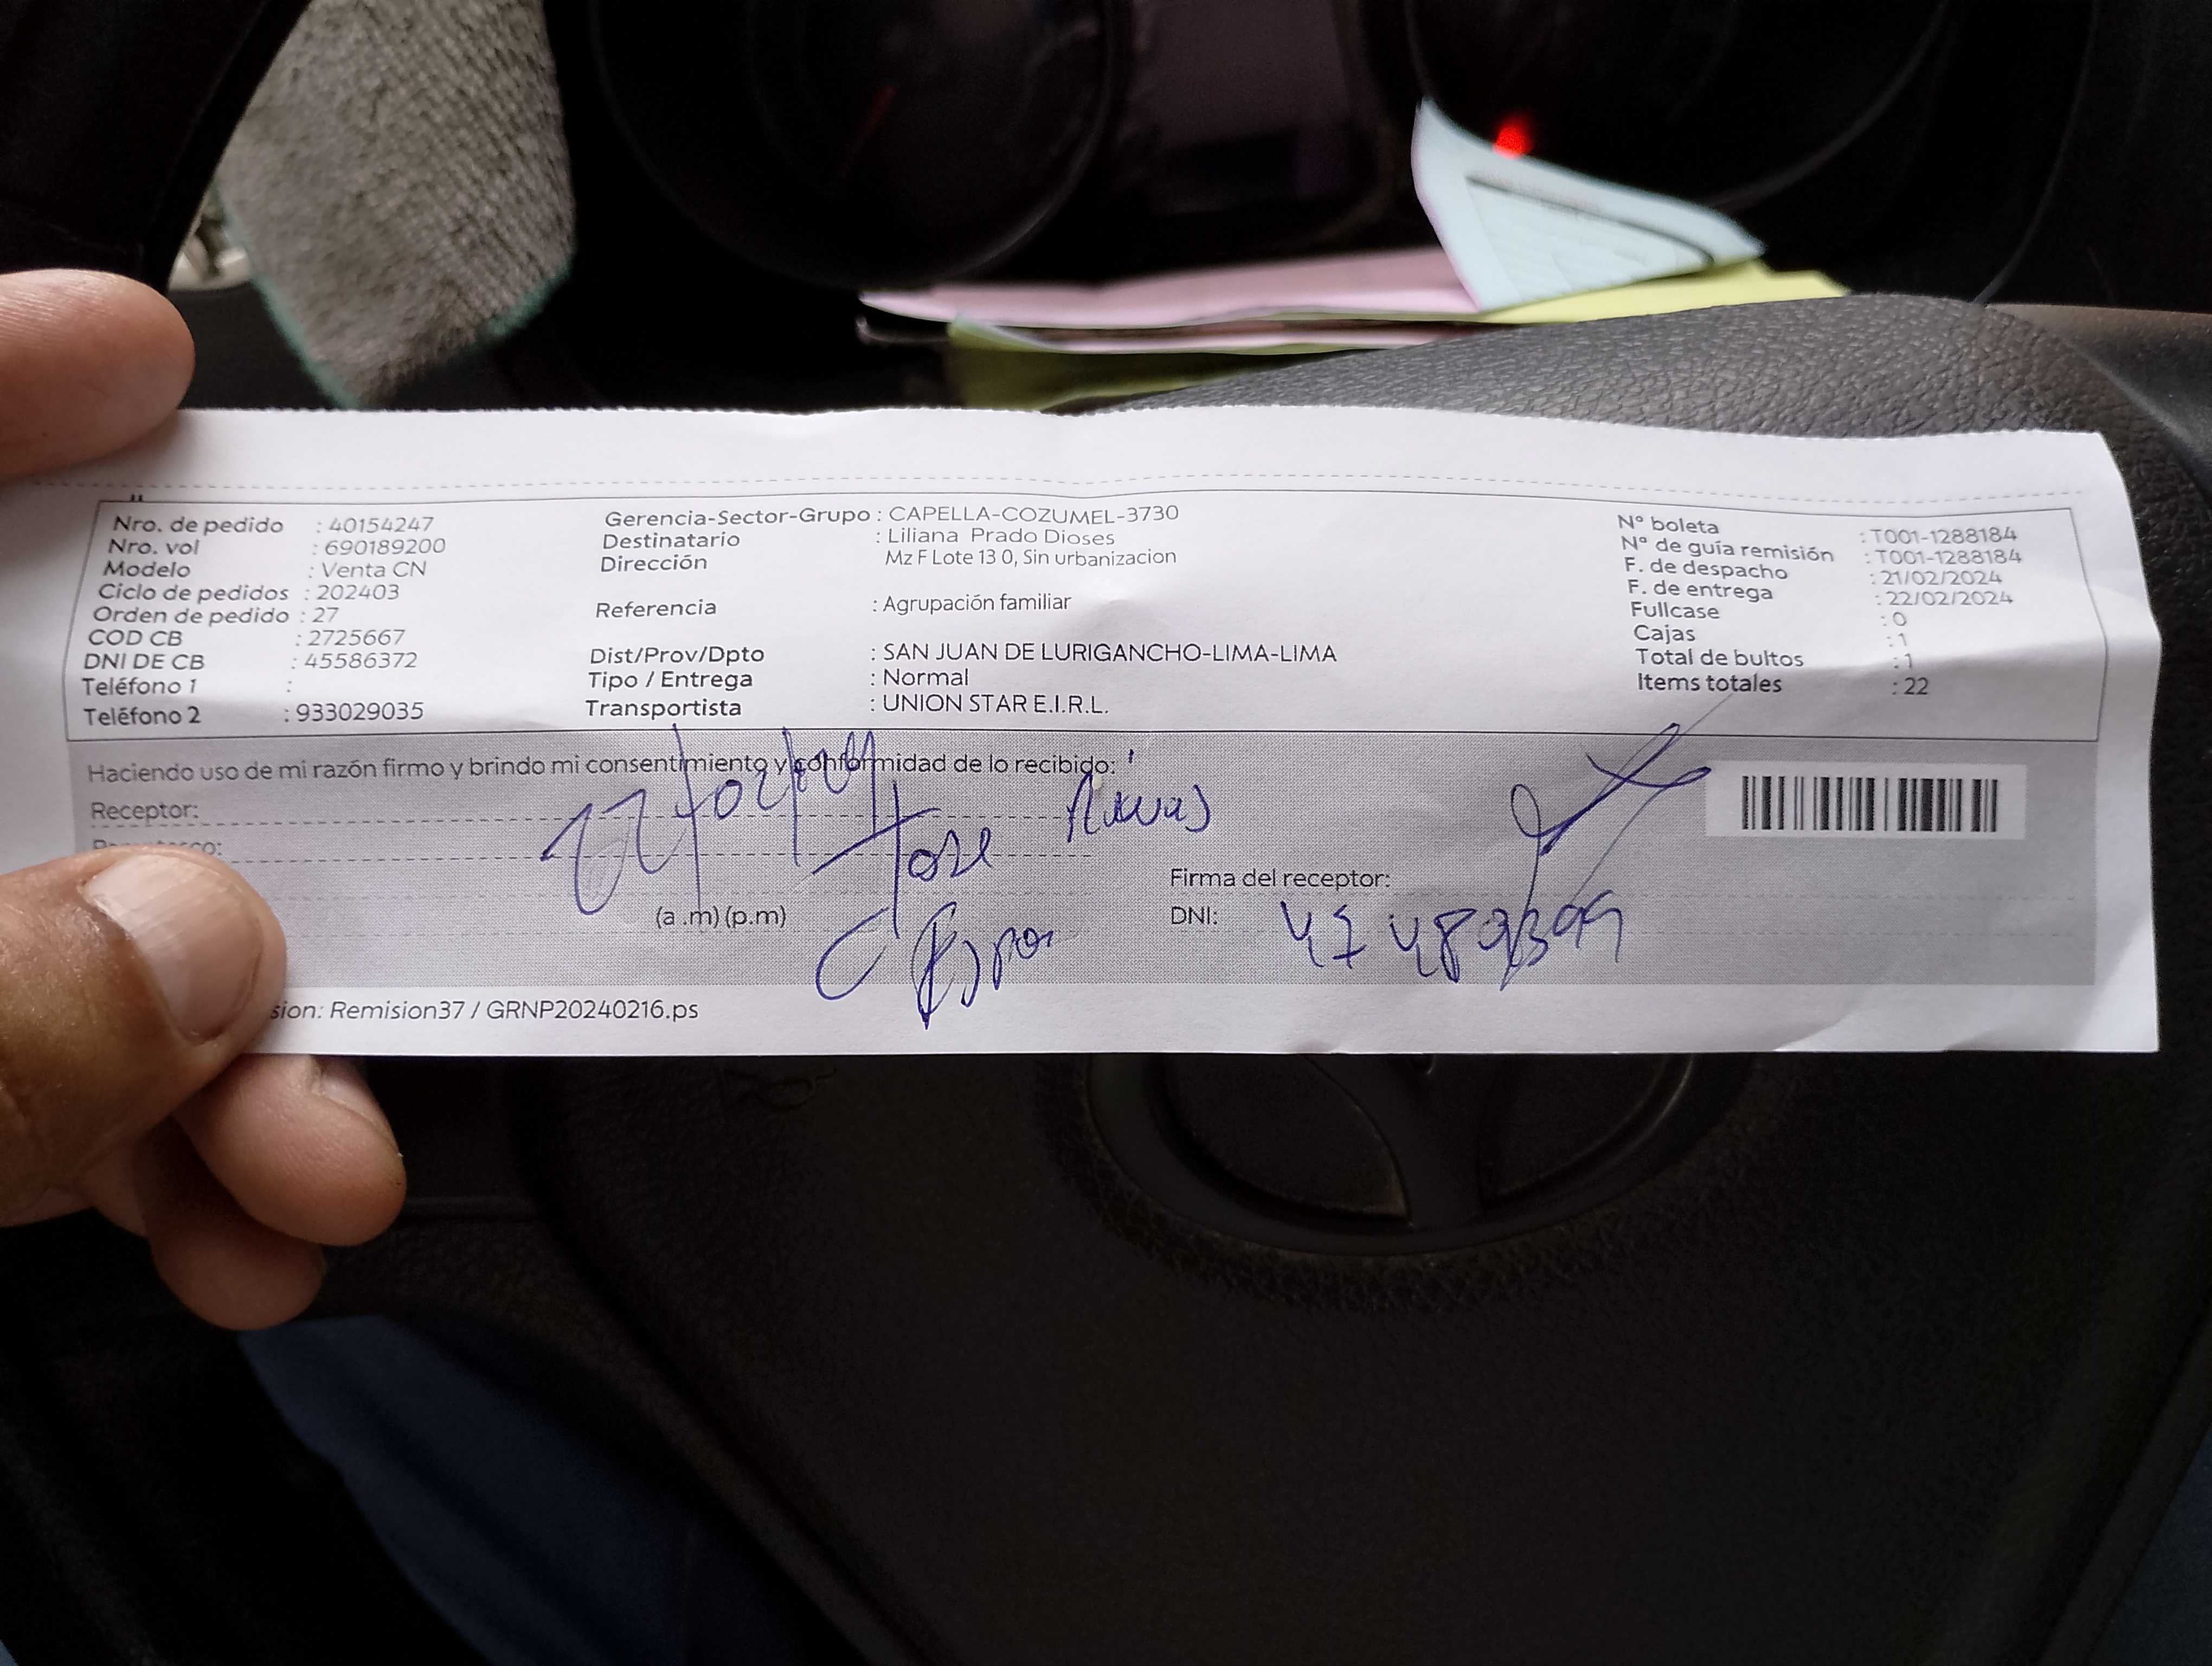 Nro. de pedido : 40154247
Nro. vol : 690189200
Modelo : Venta CN
Ciclo de pedidos : 202403
Orden de pedido : 27
COD CB : 2725667
DNI DE CB : 45586372
Teléfono 1 :
Teléfono 2 : 933029035
Gerencia-Sector-Grupo : CAPELLA-COZUMEL-3730
Destinatario : Liliana Prado Dioses
Dirección Mz F Lote 13 0, Sin urbanizacion
Referencia : Agrupación familiar
Dist/Prov/Dpto : SAN JUAN DE LURIGANCHO-LIMA-LIMA
Tipo / Entrega : Normal
Transportista : UNION STAR E.I.R.L.
N° boleta : T001-1288184
N° de guía remisión : T001-1288184
F. de despacho : 21/02/2024
F. de entrega : 22/02/2024
Fullcase : 0
Cajas : 1
Total de bultos : 1
Items totales : 22
Haciendo uso de mi razón firmo y brindo mi consentimiento y conformidad de lo recibido:
Receptor:
22/02/2024
Jose
(a .m) (p.m)
Firma del receptor:
DNI:
sion: Remision37 / GRNP20240216.ps